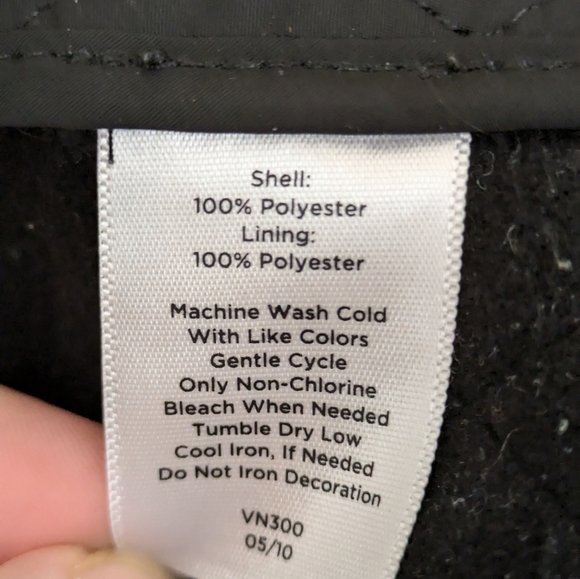 Shell:
100% Polyester
Lining:
100% Polyester
Machine Wash Cold
With Like Colors
Gentle Cycle
Only Non-Chlorine
Bleach When Needed
Tumble Dry Low
Cool Iron, If Needed
Do Not Iron Decoration
VN300
05/10